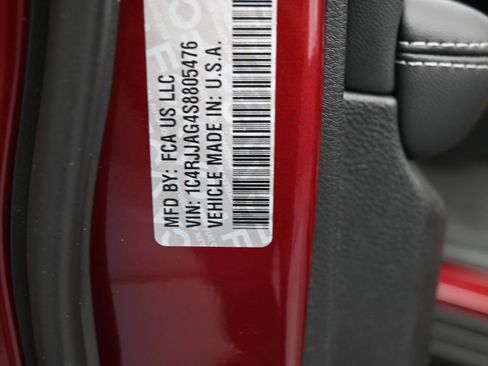 MFD BY: FCA US LLC
VIN: 1C4RJJAG4S8805476
VEHICLE MADE IN: U.S.A.